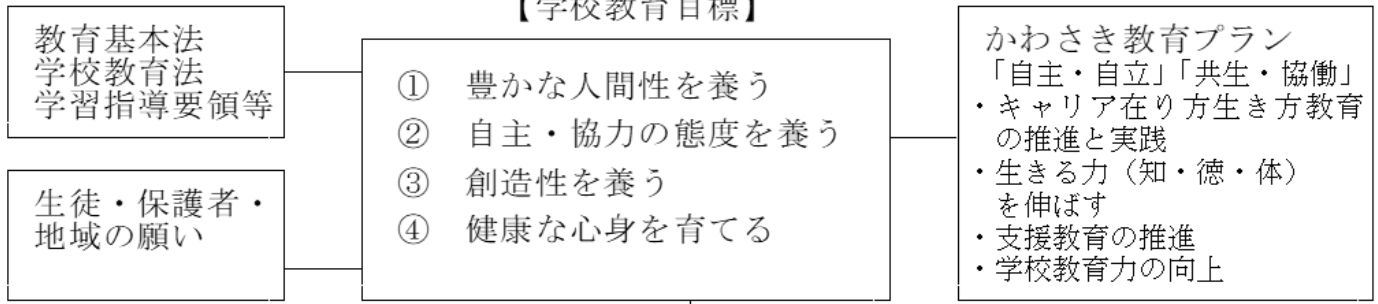 【学校教育目標】
教育基本法
学校教育法
学習指導要領等
生徒・保護者・
地域の願い
① 豊かな人間性を養う
② 自主・協力の態度を養う
③ 創造性を養う
④ 健康な心身を育てる
かわさき教育プラン
「自主・自立」「共生・協働」
・キャリア在り方生き方教育
の推進と実践
・生きる力（知・徳・体）
を伸ばす
・支援教育の推進
・学校教育力の向上